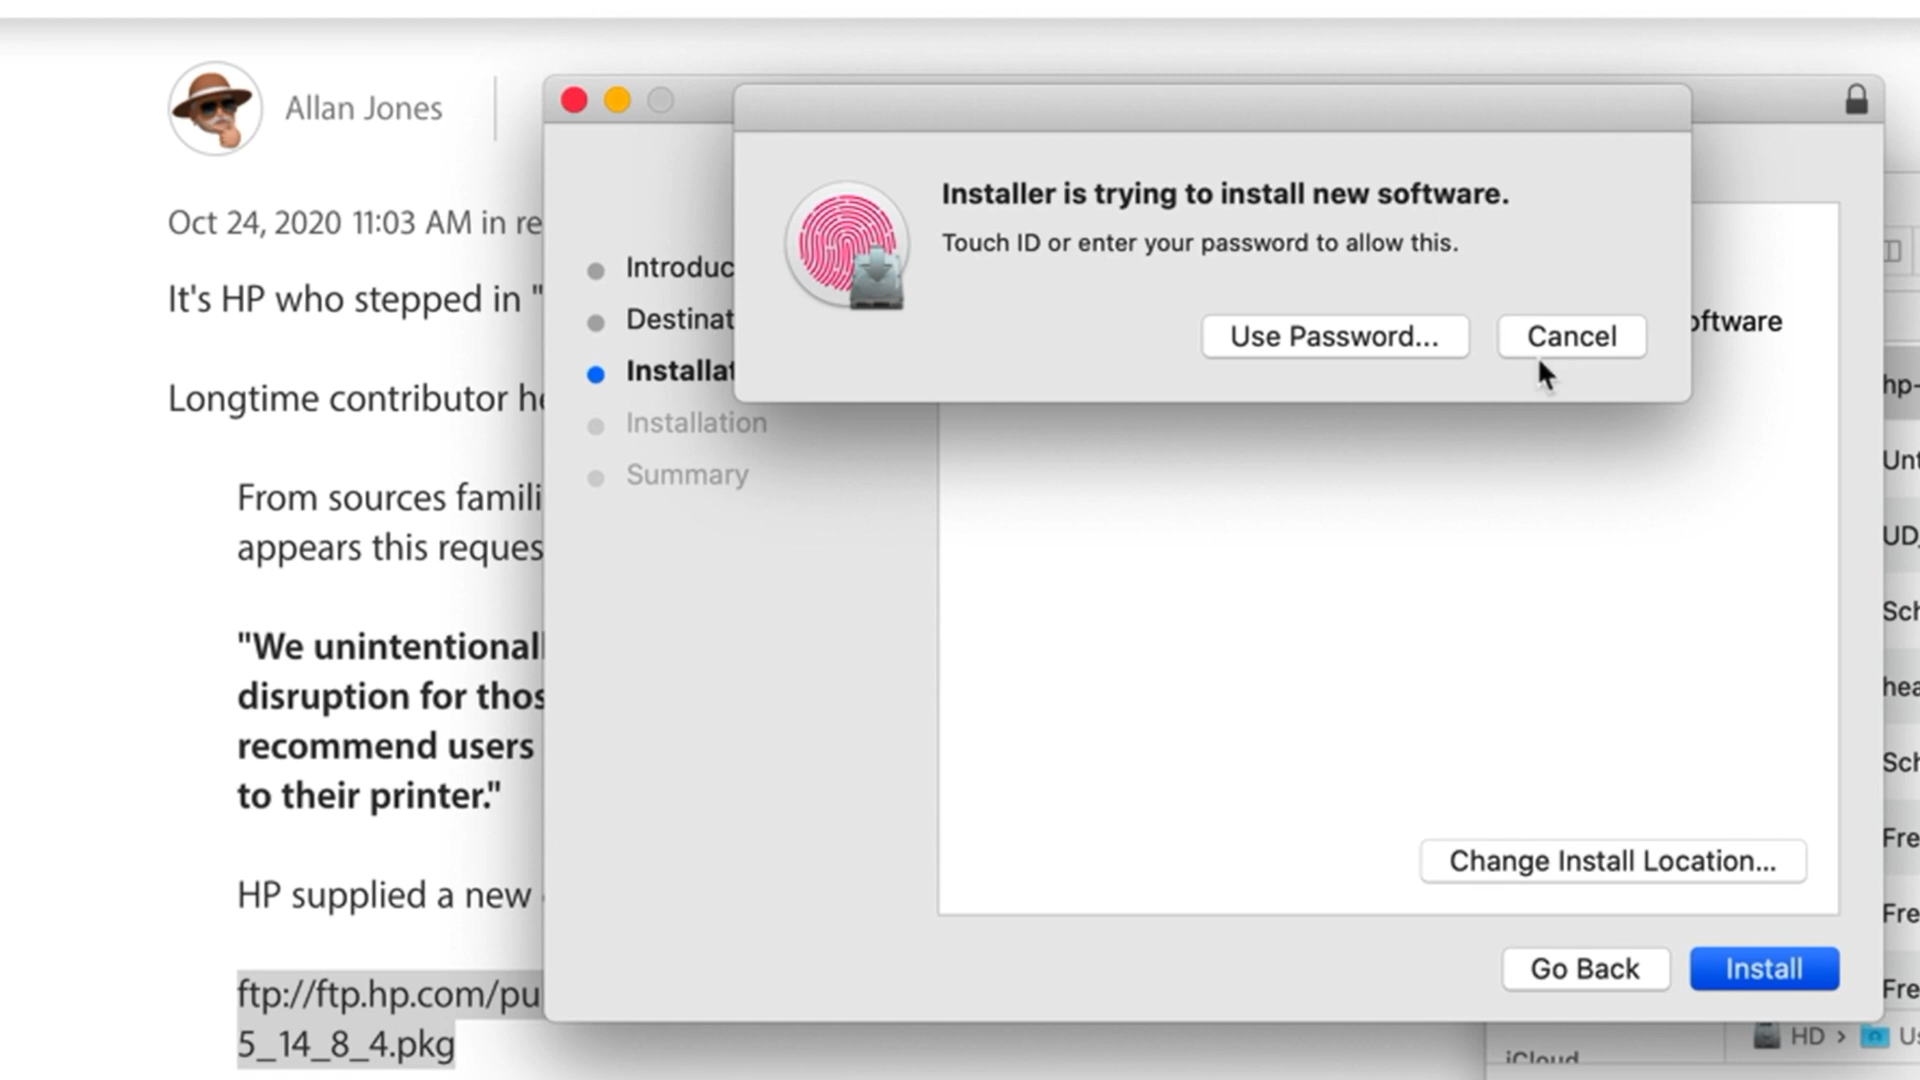 Allan Jones
Oct 24, 2020 11:03 AM in re
It's HP who stepped in "
Longtime contributor he
From sources famili
appears this reques
"We unintentionall
disruption for thos
recommend users
to their printer."
HP supplied a new
ftp://ftp.hp.com/pu
5_14_8_4.pkg
Introduc
Destinat
Installat
Installation
Summary
Installer is trying to install new software.
Touch ID or enter your password to allow this.
Use Password...
Cancel
oftware
Change Install Location...
Go Back
Install
hp-
Unt
UD_
Sch
hea
Sch
Fre
Fre
Fre
iCloud
HD › Us